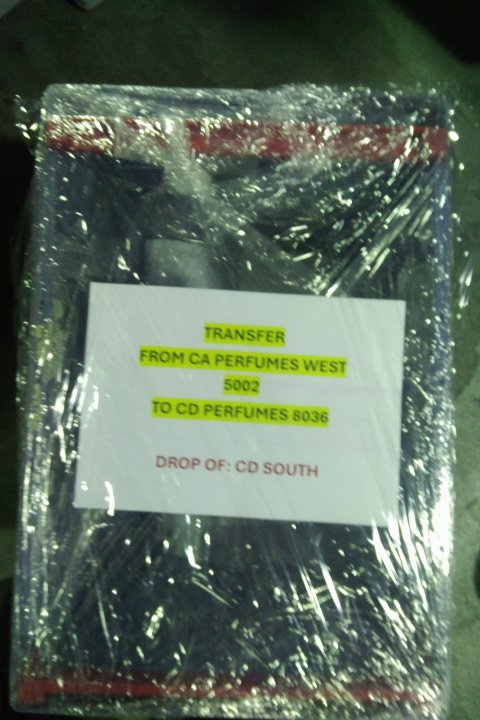 TRANSFER
FROM CA PERFUMES WEST
5002
TO CD PERFUMES 8036
DROP OF: CD SOUTH